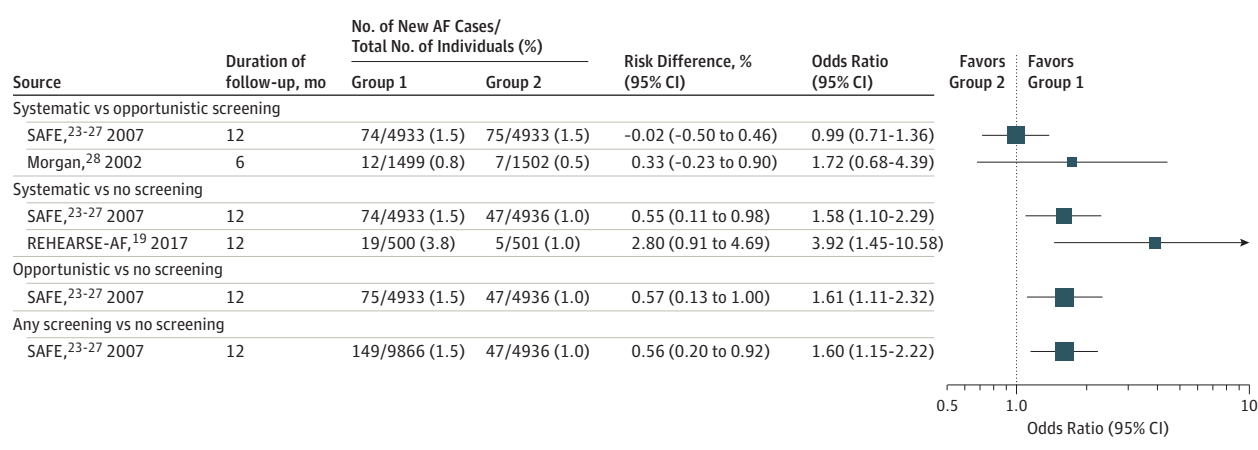 No. of New AF Cases/
Total No. of Individuals (%)
Source Duration of follow-up, mo Group 1 Group 2 Risk Difference, % (95% CI) Odds Ratio (95% CI) Favors Group 2 Favors Group 1
Systematic vs opportunistic screening
SAFE,23-27 2007 12 74/4933 (1.5) 75/4933 (1.5) -0.02 (-0.50 to 0.46) 0.99 (0.71-1.36)
Morgan,28 2002 6 12/1499 (0.8) 7/1502 (0.5) 0.33 (-0.23 to 0.90) 1.72 (0.68-4.39)
Systematic vs no screening
SAFE,23-27 2007 12 74/4933 (1.5) 47/4936 (1.0) 0.55 (0.11 to 0.98) 1.58 (1.10-2.29)
REHEARSE-AF,19 2017 12 19/500 (3.8) 5/501 (1.0) 2.80 (0.91 to 4.69) 3.92 (1.45-10.58)
Opportunistic vs no screening
SAFE,23-27 2007 12 75/4933 (1.5) 47/4936 (1.0) 0.57 (0.13 to 1.00) 1.61 (1.11-2.32)
Any screening vs no screening
SAFE,23-27 2007 12 149/9866 (1.5) 47/4936 (1.0) 0.56 (0.20 to 0.92) 1.60 (1.15-2.22)
0.5 1.0 10
Odds Ratio (95% CI)